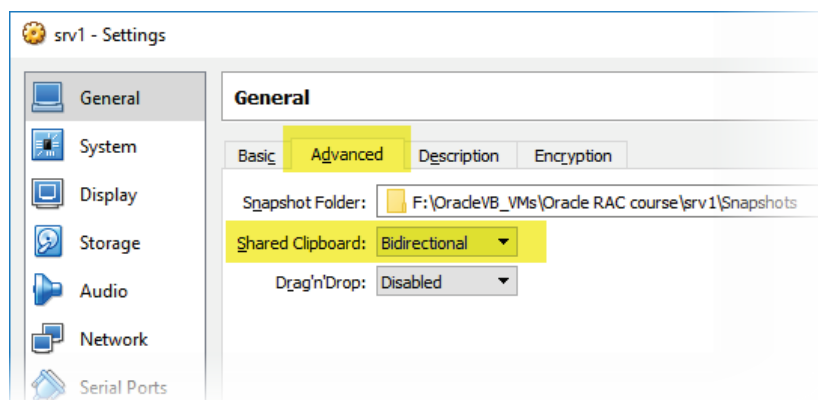 srv1 - Settings
General
System
Display
Storage
Audio
Network
Serial Ports
General
Basic Advanced Description Encryption
Snapshot Folder: F:\OracleVB_VMs\Oracle RAC course\srv1\Snapshots
Shared Clipboard: Bidirectional
Drag'n'Drop: Disabled